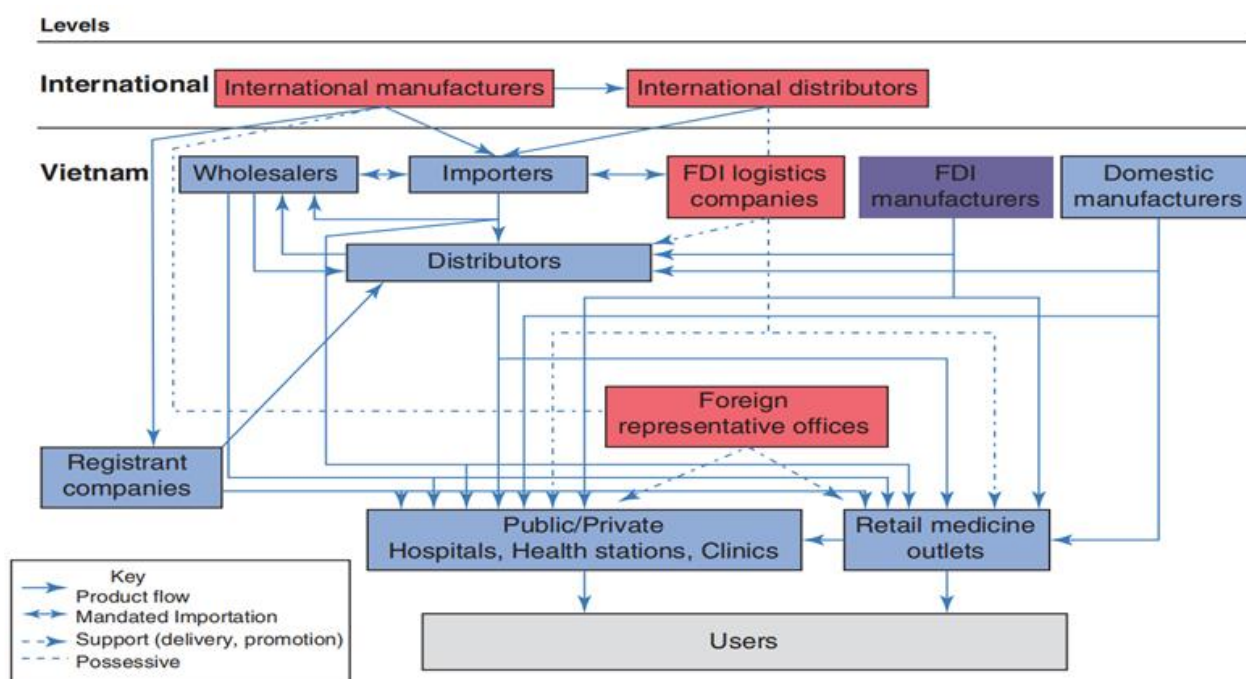 Levels
International
International manufacturers
International distributors
Vietnam
Wholesalers
Importers
FDI logistics
companies
FDI
manufacturers
Domestic
manufacturers
Distributors
Foreign
representative offices
Registrant
companies
Public/Private
Hospitals, Health stations, Clinics
Retail medicine
outlets
Key
Product flow
Mandated Importation
Support (delivery, promotion)
Possessive
Users